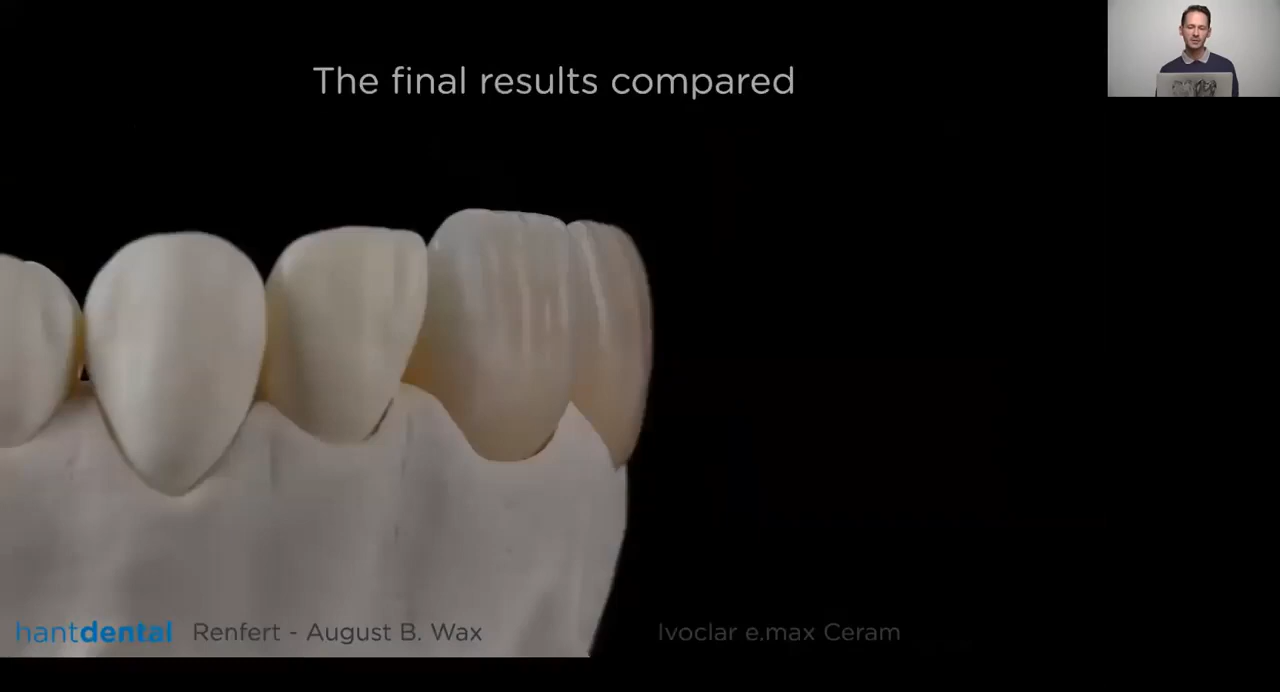 The final results compared
hantdental Renfert - August B. Wax
Ivoclar e.max Ceram